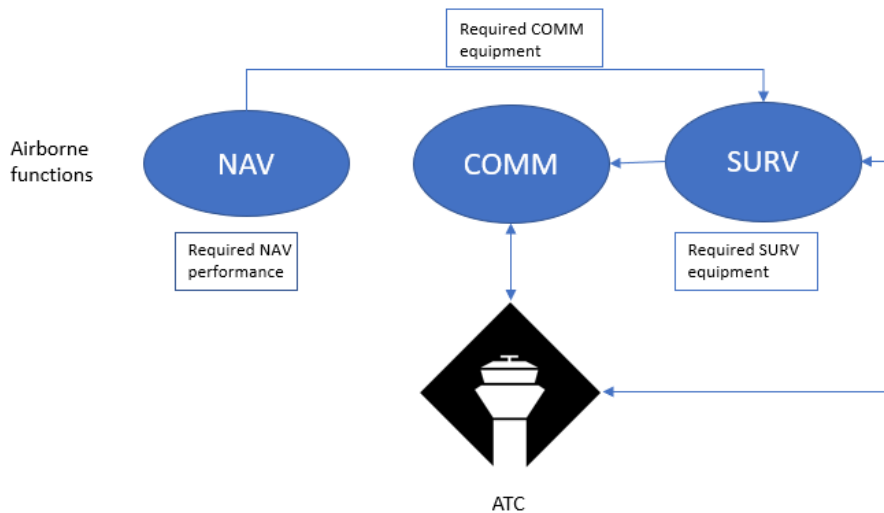 Required COMM
equipment
Airborne
functions
NAV
COMM
SURV
Required NAV
performance
Required SURV
equipment
ATC